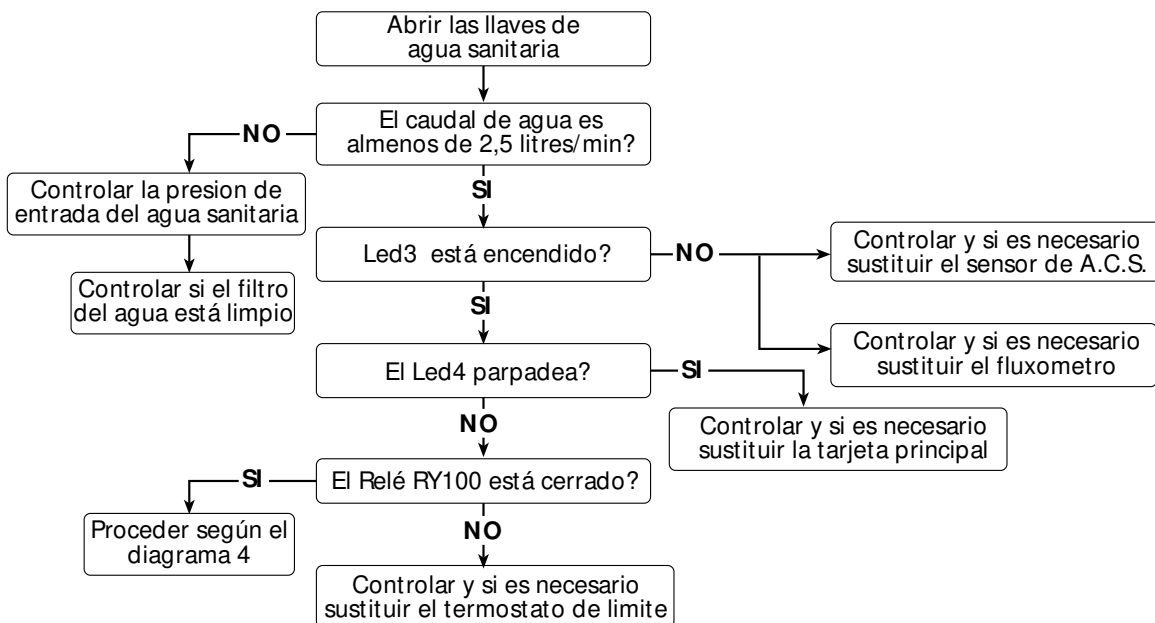 Abrir las llaves de
agua sanitaria
El caudal de agua es
almenos de 2,5 litres/min?
NO
SI
Controlar la presion de
entrada del agua sanitaria
Controlar si el filtro
del agua está limpio
Led3 está encendido?
NO
Controlar y si es necesario
sustituir el sensor de A.C.S.
Controlar y si es necesario
sustituir el fluxometro
SI
El Led4 parpadea?
SI
Controlar y si es necesario
sustituir la tarjeta principal
NO
El Relé RY100 está cerrado?
SI
Proceder según el
diagrama 4
NO
Controlar y si es necesario
sustituir el termostato de limite